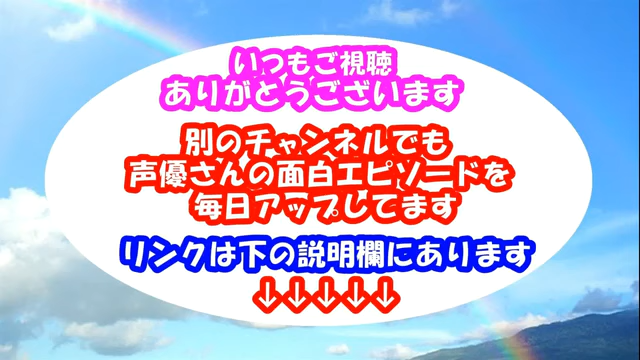 いつもご視聴
ありがとうございます
別のチャンネルでも
声優さんの面白エピソードを
毎日アップしてます
リンクは下の説明欄にあります
↓↓↓↓↓